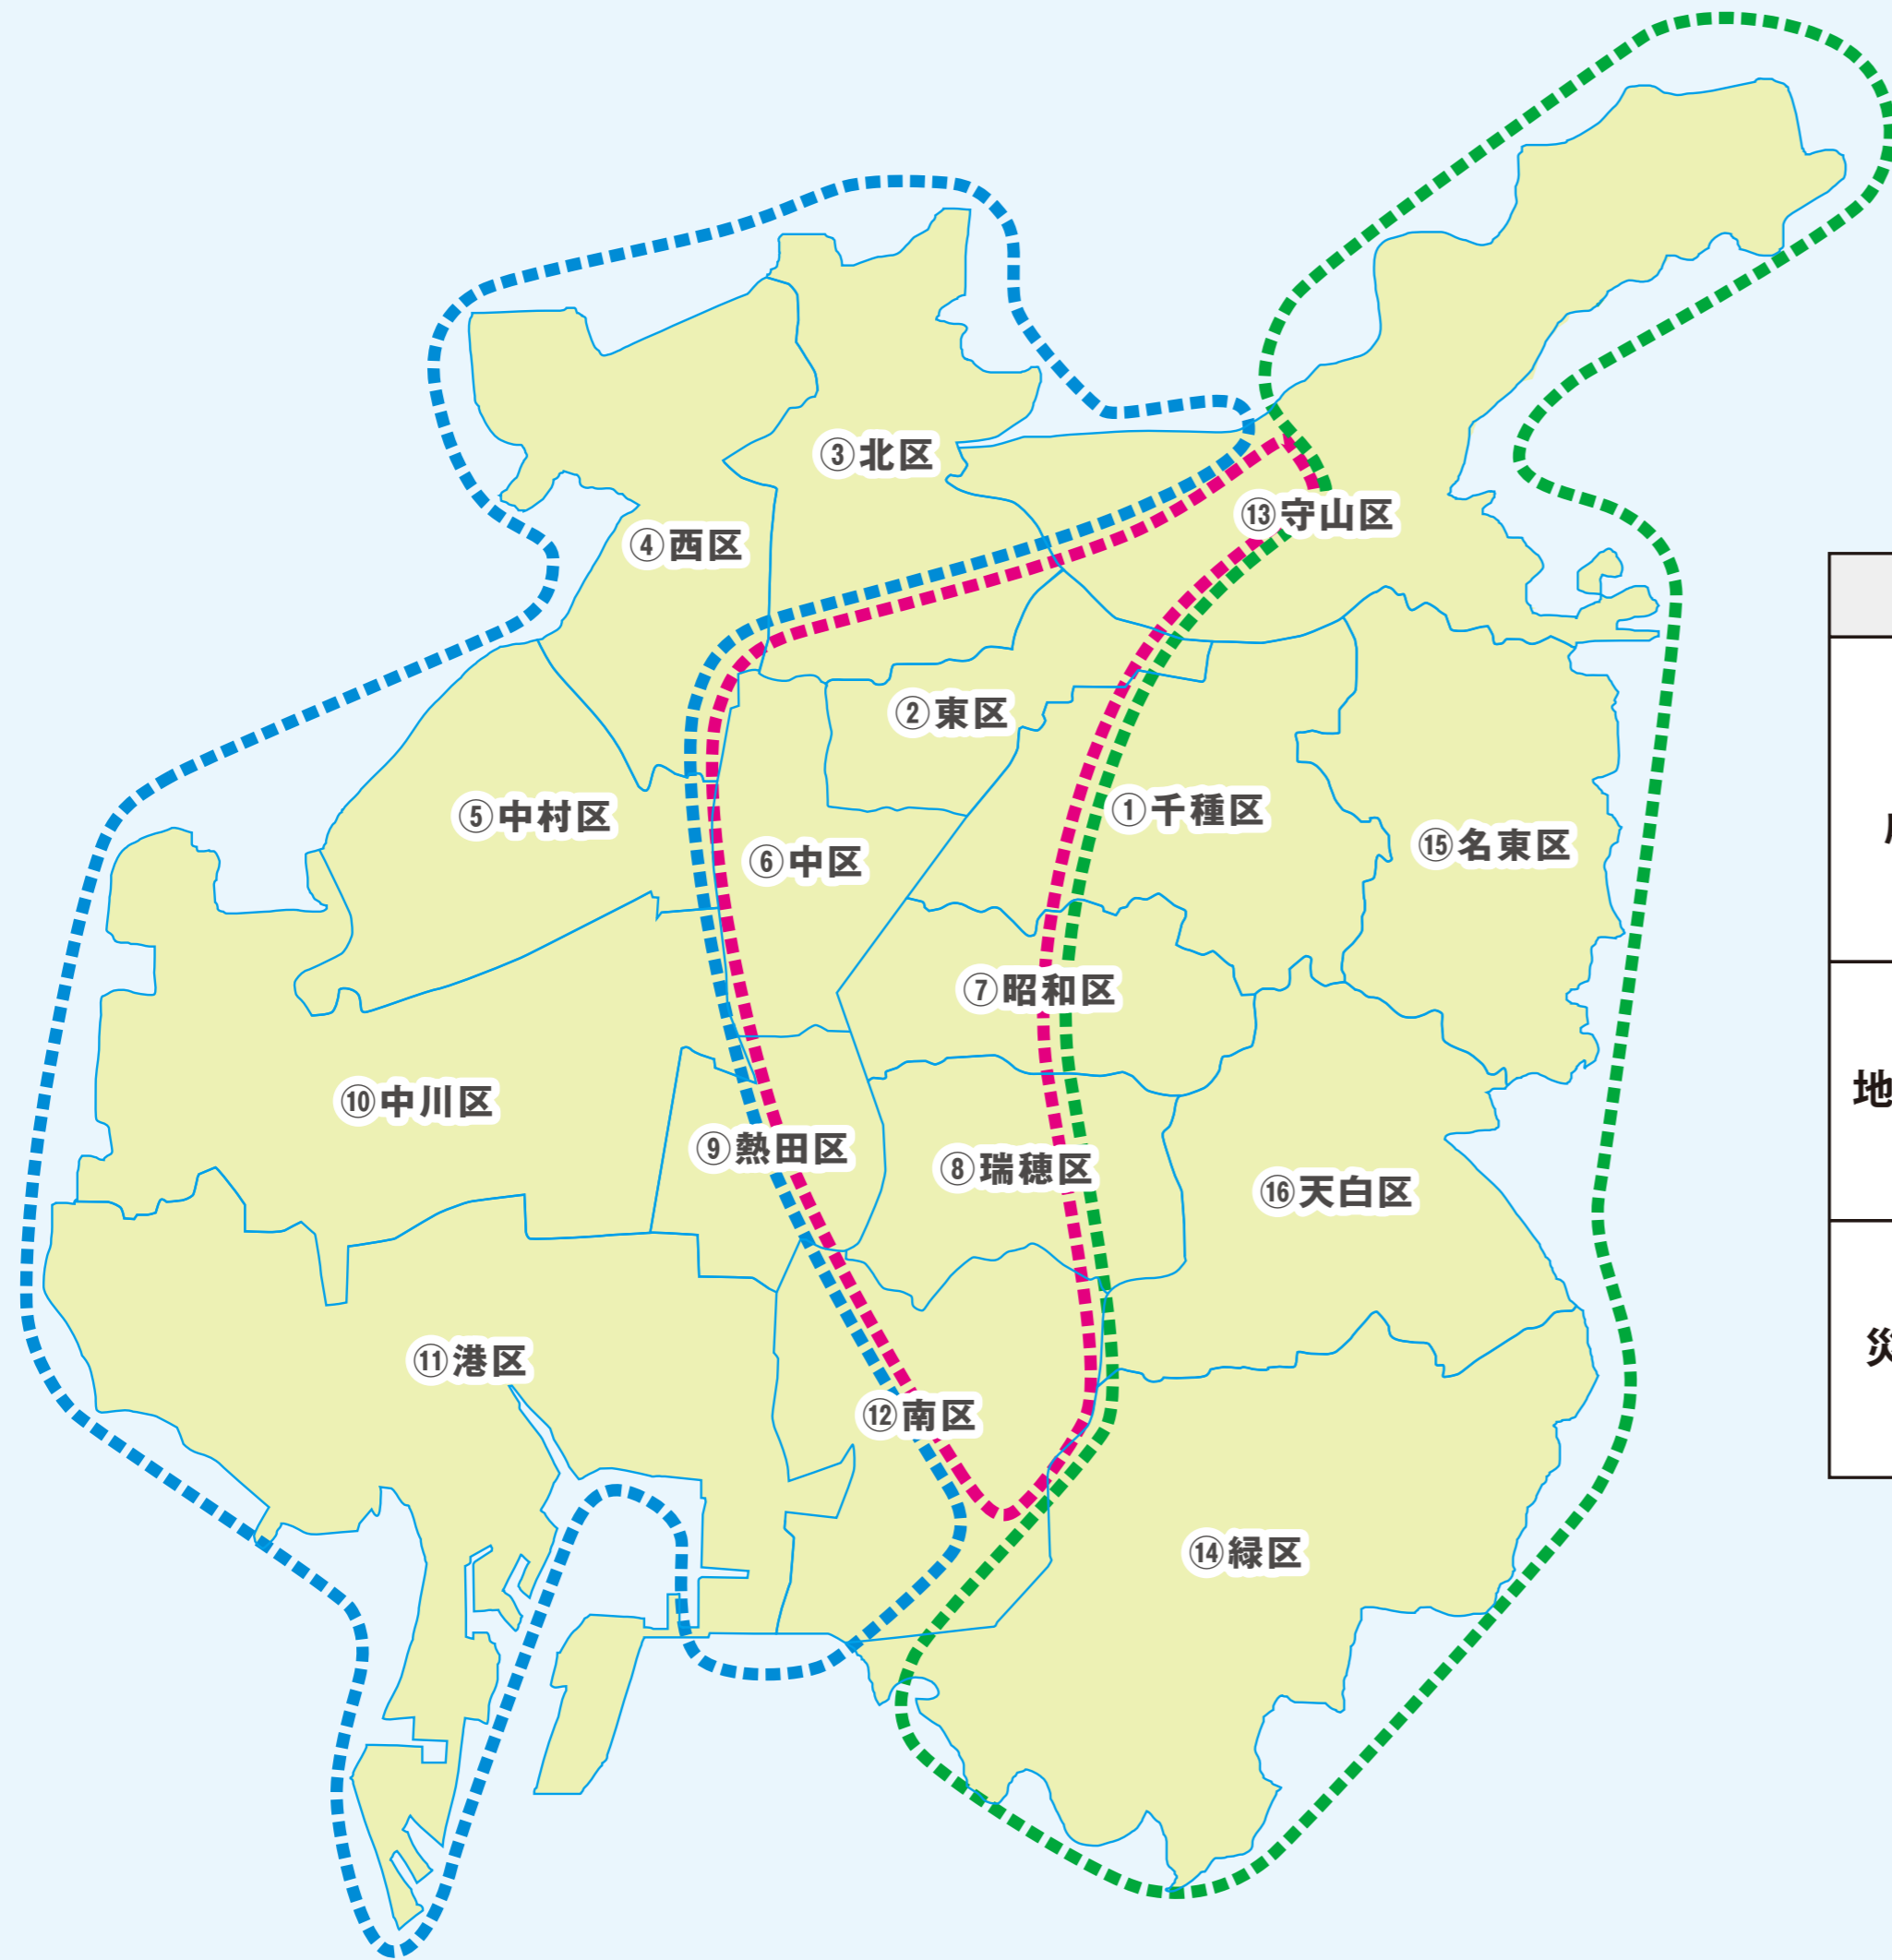 ③北区
⑬守山区
④西区
②東区
①千種区
⑤中村区
⑮名東区
⑥中区
⑦昭和区
⑩中川区
地
⑨熱田区
⑧瑞穂区
⑯天白区
⑪港区
災
⑫南区
⑭緑区